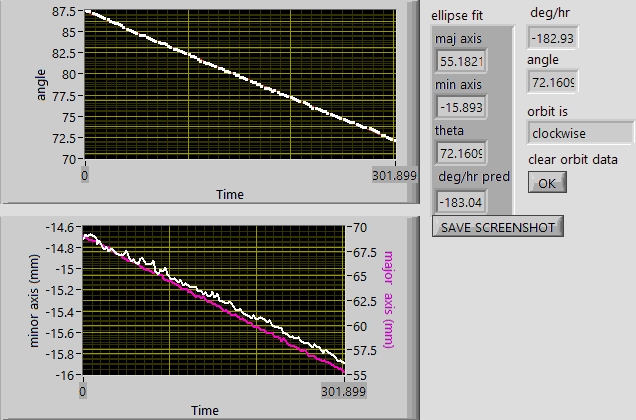 87.5
85
82.5
80
77.5
75
72.5
70
angle
0
301.899
Time
ellipse fit
maj axis
55.1821
min axis
-15.893
theta
72.1609
deg/hr pred
-183.04
deg/hr
-182.93
angle
72.1609
orbit is
clockwise
clear orbit data
OK
SAVE SCREENSHOT
-14.6
-14.8
-15
-15.2
-15.4
-15.6
-15.8
-16
minor axis (mm)
70
67.5
65
62.5
60
57.5
55
major axis (mm)
0
301.899
Time